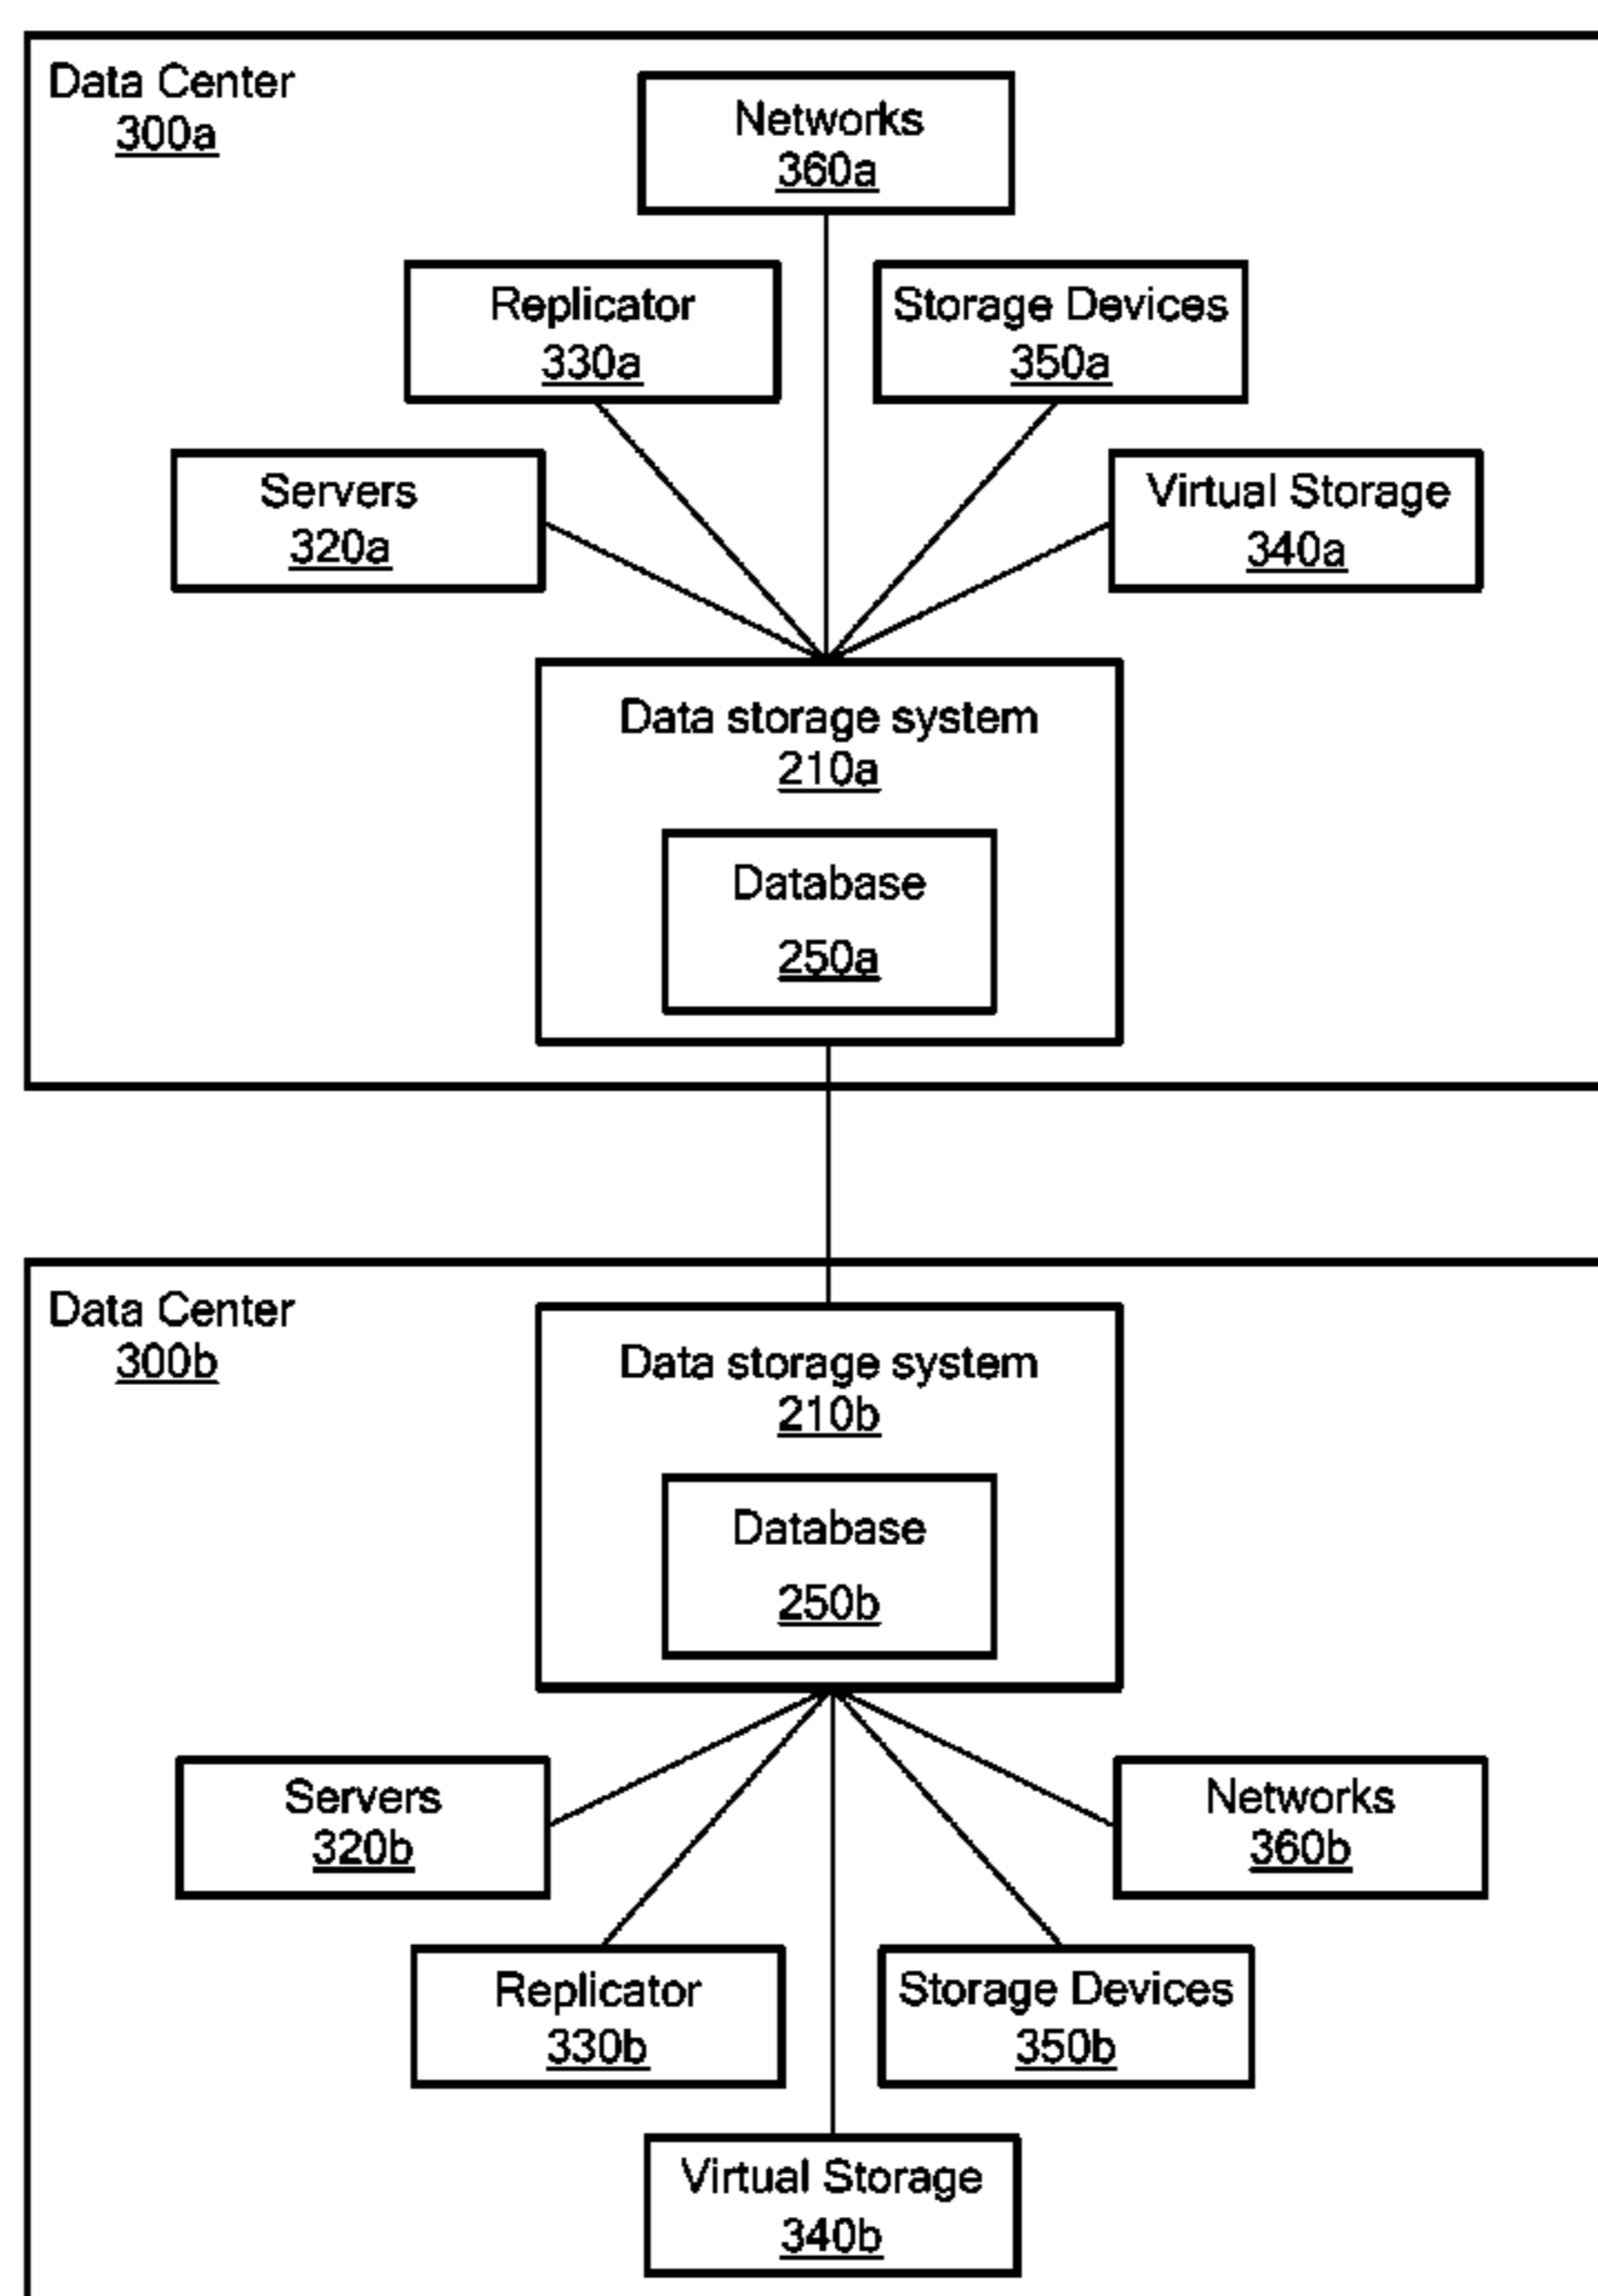 Data Center
300a
Networks
360a
Replicator
330a
Storage Devices
350a
Servers
320a
Virtual Storage
340a
Data storage system
210a
Database
250a
Data Center
300b
Data storage system
210b
Database
250b
Servers
320b
Networks
360b
Replicator
330b
Storage Devices
350b
Virtual Storage
340b